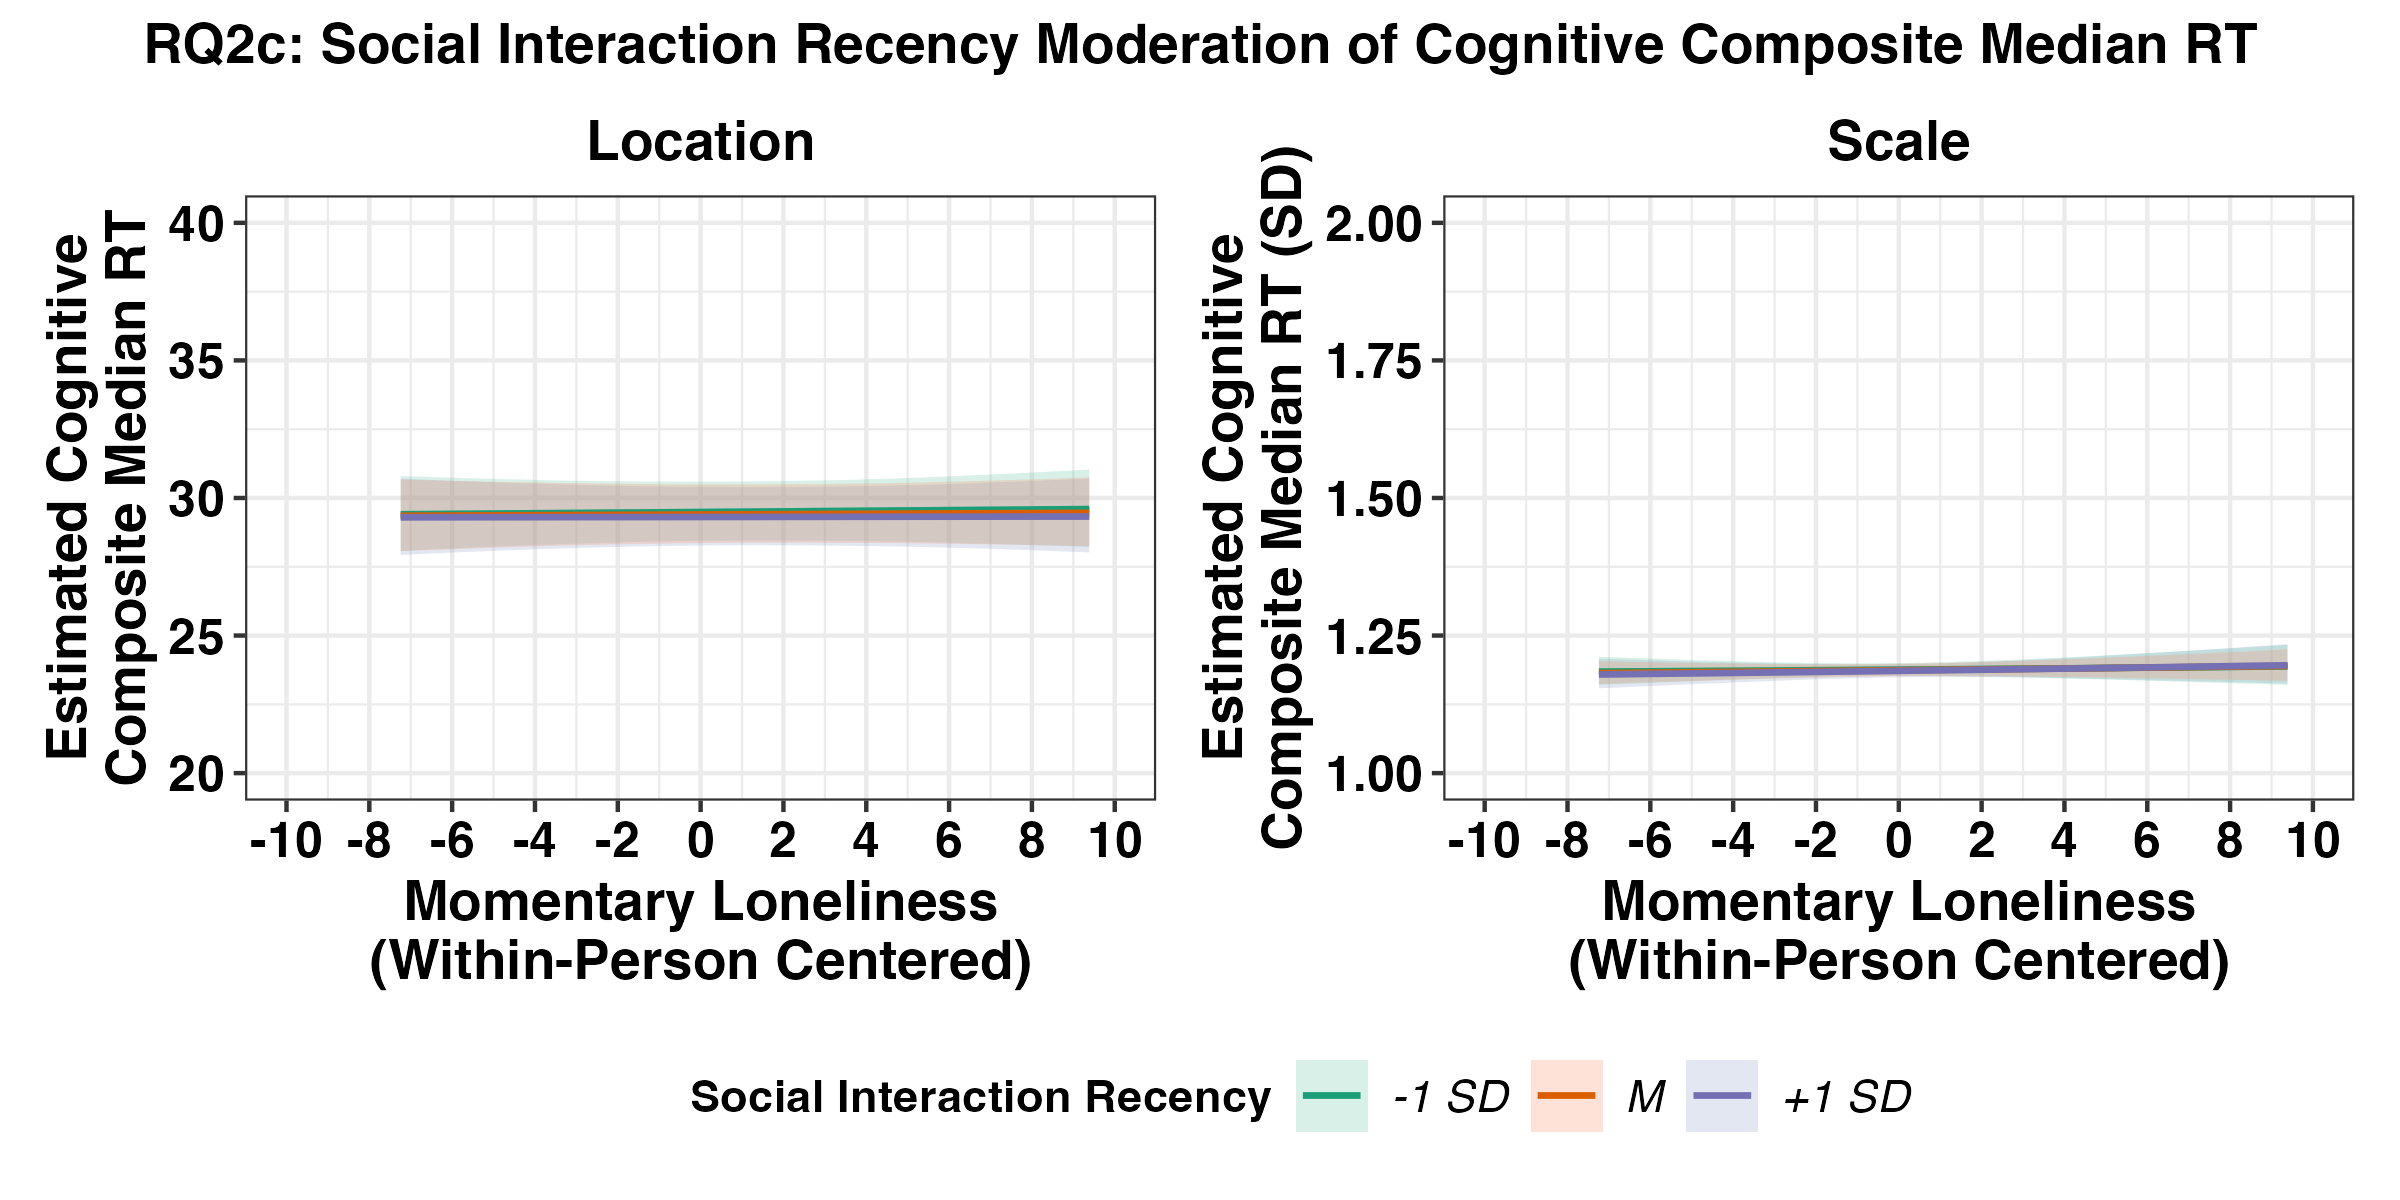 RQ2c: Social Interaction Recency Moderation of Cognitive Composite Median RT
Location
Estimated Cognitive
Composite Median RT
40
35
30
25
20
-10 -8 -6 -4 -2 0 2 4 6 8 10
Momentary Loneliness
(Within-Person Centered)
Scale
Estimated Cognitive
Composite Median RT (SD)
2.00
1.75
1.50
1.25
1.00
-10 -8 -6 -4 -2 0 2 4 6 8 10
Momentary Loneliness
(Within-Person Centered)
Social Interaction Recency -1 SD M +1 SD